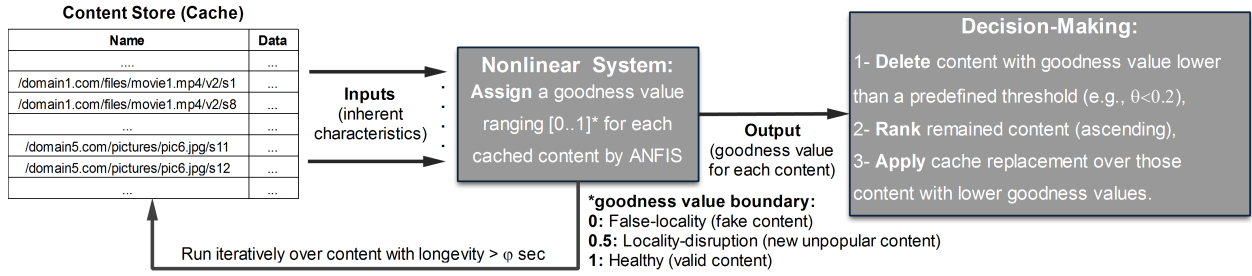 Content Store (Cache)
Name Data
.... ...
/domain1.com/files/movie1.mp4/v2/s1 ...
/domain1.com/files/movie1.mp4/v2/s8 ...
... ...
/domain5.com/pictures/pic6.jpg/s11 ...
/domain5.com/pictures/pic6.jpg/s12 ...
... ...
Inputs
(inherent
characteristics)
Nonlinear System:
Assign a goodness value
ranging [0..1]* for each
cached content by ANFIS
Output
(goodness value
for each content)
Decision-Making:
1- Delete content with goodness value lower
than a predefined threshold (e.g., θ<0.2),
2- Rank remained content (ascending),
3- Apply cache replacement over those
content with lower goodness values.
*goodness value boundary:
0: False-locality (fake content)
0.5: Locality-disruption (new unpopular content)
1: Healthy (valid content)
Run iteratively over content with longevity > φ sec